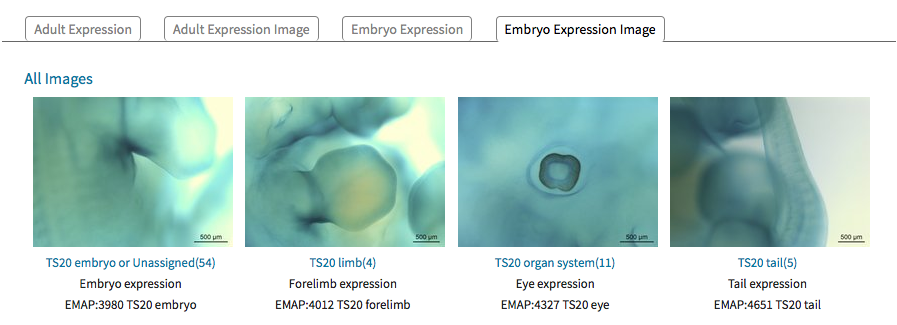 Adult Expression
Adult Expression Image
Embryo Expression
Embryo Expression Image
All Images
500 µm
500 µm
500 µm
500 µm
TS20 embryo or Unassigned(54)
TS20 limb(4)
TS20 organ system(11)
TS20 tail(5)
Embryo expression
Forelimb expression
Eye expression
Tail expression
EMAP:3980 TS20 embryo
EMAP:4012 TS20 forelimb
EMAP:4327 TS20 eye
EMAP:4651 TS20 tail